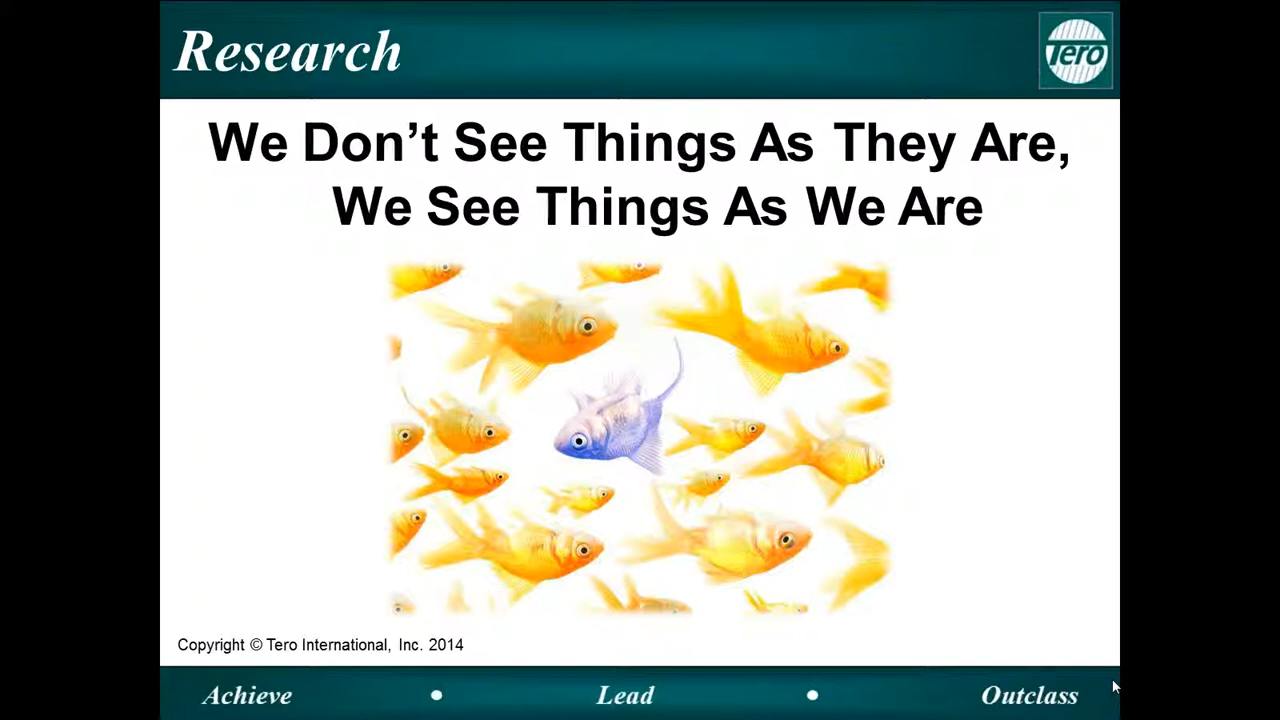 Research
Tero
We Don't See Things As They Are,
We See Things As We Are
Copyright © Tero International, Inc. 2014
Achieve • Lead • Outclass